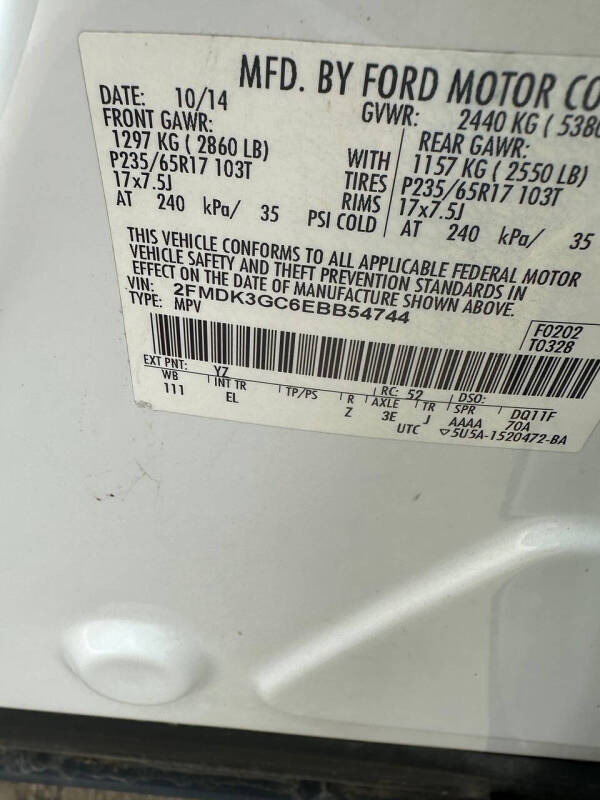 MFD. BY FORD MOTOR CO
DATE: 10/14 GVWR: 2440 KG ( 5380
FRONT GAWR: REAR GAWR:
1297 KG ( 2860 LB) WITH 1157 KG ( 2550 LB)
P235/65R17 103T TIRES P235/65R17 103T
17x7.5J RIMS 17x7.5J
AT 240 kPa/ 35 PSI COLD AT 240 kPa/ 35
THIS VEHICLE CONFORMS TO ALL APPLICABLE FEDERAL MOTOR
VEHICLE SAFETY AND THEFT PREVENTION STANDARDS IN
EFFECT ON THE DATE OF MANUFACTURE SHOWN ABOVE.
VIN: 2FMDK3GC6EBB54744
TYPE: MPV
F0202
T0328
EXT PNT: YZ RC: 52 DSO:
WB INT TR TP/PS R AXLE TR SPR DQ11F
111 EL Z 3E J AAAA 70A
UTC ▽5U5A-1520472-BA